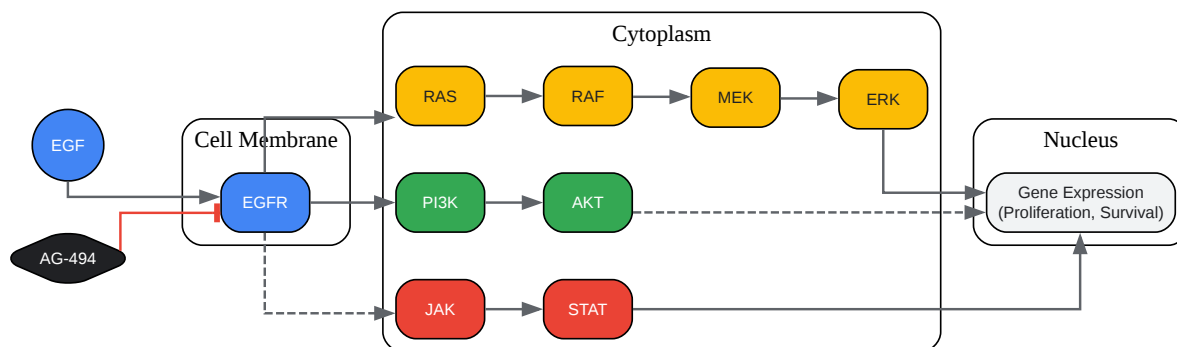 Cytoplasm
RAS
RAF
MEK
ERK
EGF
Cell Membrane
Nucleus
EGFR
PI3K
AKT
Gene Expression
(Proliferation, Survival)
AG-494
JAK
STAT